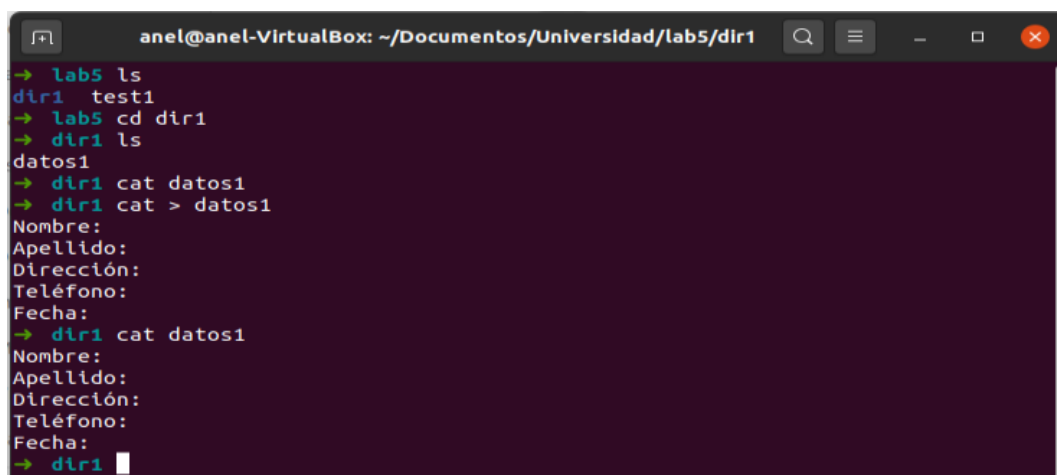 anel@anel-VirtualBox: ~/Documentos/Universidad/lab5/dir1
→ lab5 ls
dir1 test1
→ lab5 cd dir1
→ dir1 ls
datos1
→ dir1 cat datos1
→ dir1 cat > datos1
Nombre:
Apellido:
Dirección:
Teléfono:
Fecha:
→ dir1 cat datos1
Nombre:
Apellido:
Dirección:
Teléfono:
Fecha:
→ dir1